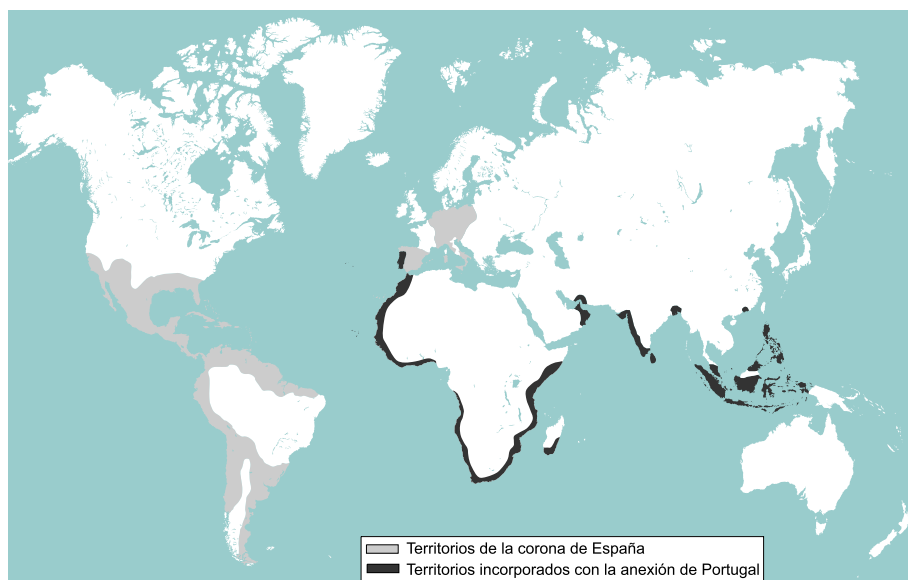 Territorios de la corona de España
Territorios incorporados con la anexión de Portugal